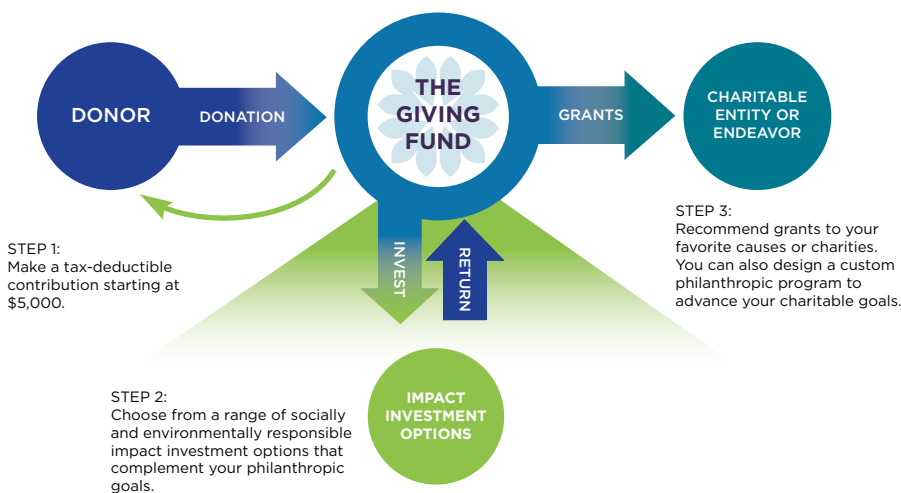 DONOR
DONATION
THE
GIVING
FUND
GRANTS
CHARITABLE
ENTITY OR
ENDEAVOR
STEP 1:
Make a tax-deductible
contribution starting at
$5,000.
INVEST
RETURN
STEP 3:
Recommend grants to your
favorite causes or charities.
You can also design a custom
philanthropic program to
advance your charitable goals.
STEP 2:
Choose from a range of socially
and environmentally responsible
impact investment options that
complement your philanthropic
goals.
IMPACT
INVESTMENT
OPTIONS